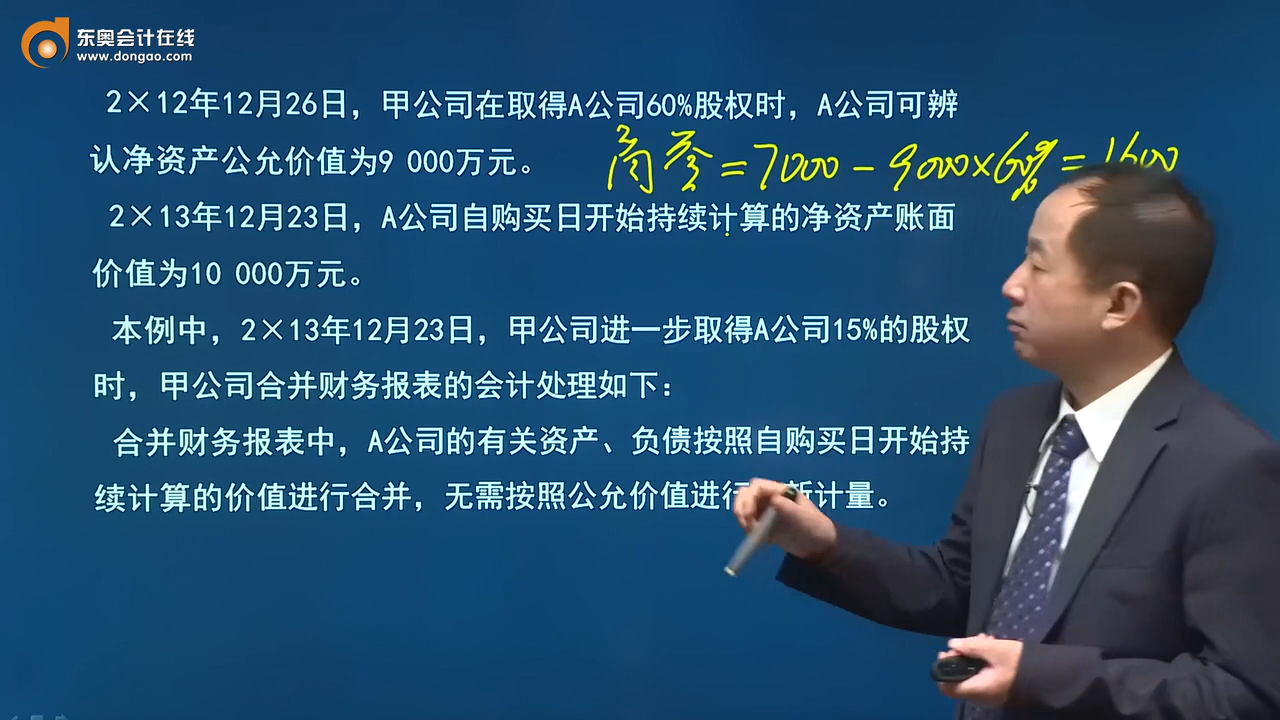 东奥会计在线
www.dongao.com
2×12年12月26日，甲公司在取得A公司60%股权时，A公司可辨
认净资产公允价值为9 000万元。
商誉=7000-9000×60%=1600
2×13年12月23日，A公司自购买日开始持续计算的净资产账面
价值为10 000万元。
本例中，2×13年12月23日，甲公司进一步取得A公司15%的股权
时，甲公司合并财务报表的会计处理如下：
合并财务报表中，A公司的有关资产、负债按照自购买日开始持
续计算的价值进行合并，无需按照公允价值进行新计量。